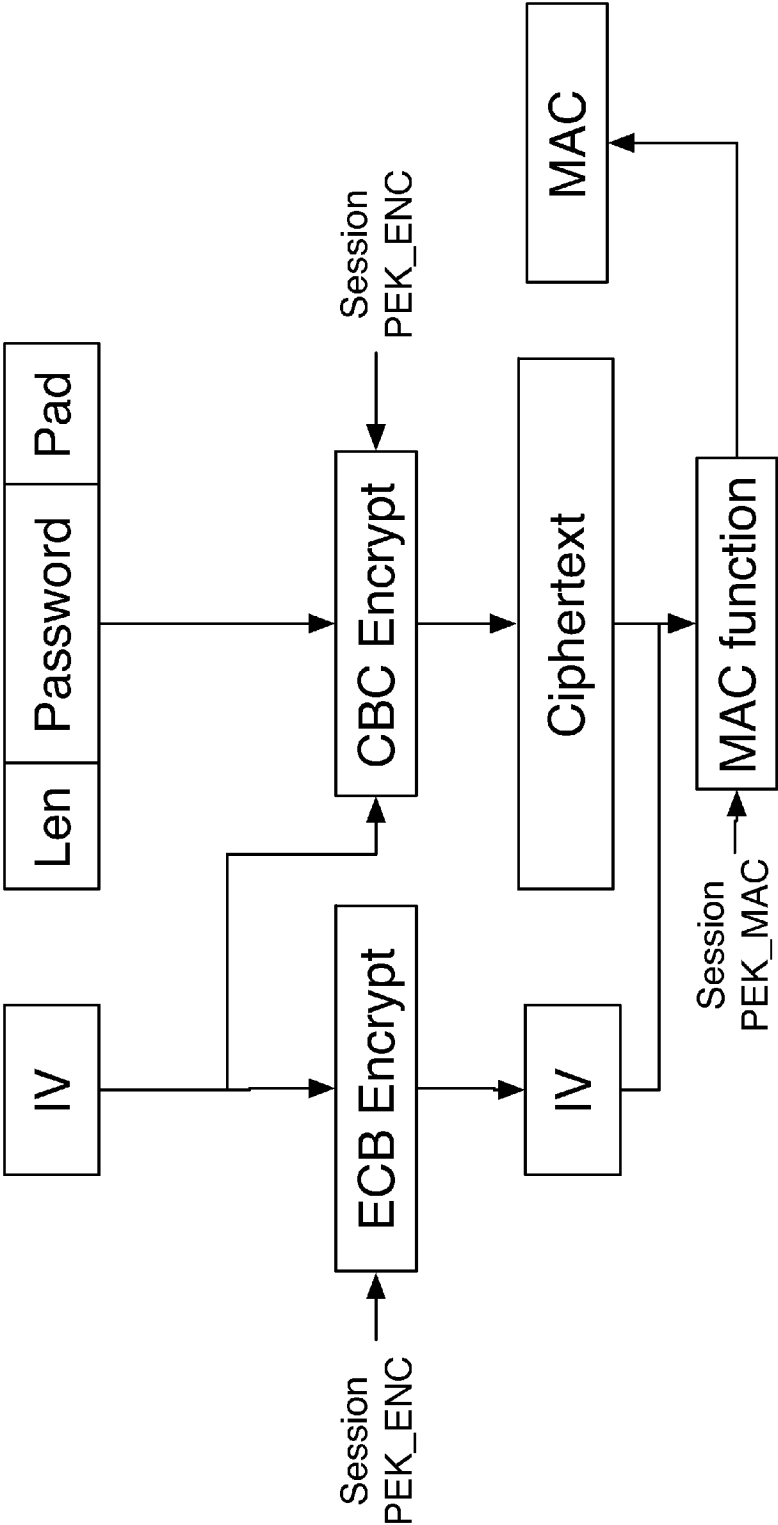 IV
Len
Password
Pad
Session
PEK_ENC
ECB Encrypt
CBC Encrypt
Session
PEK_ENC
IV
Ciphertext
MAC
Session
PEK_MAC
MAC function